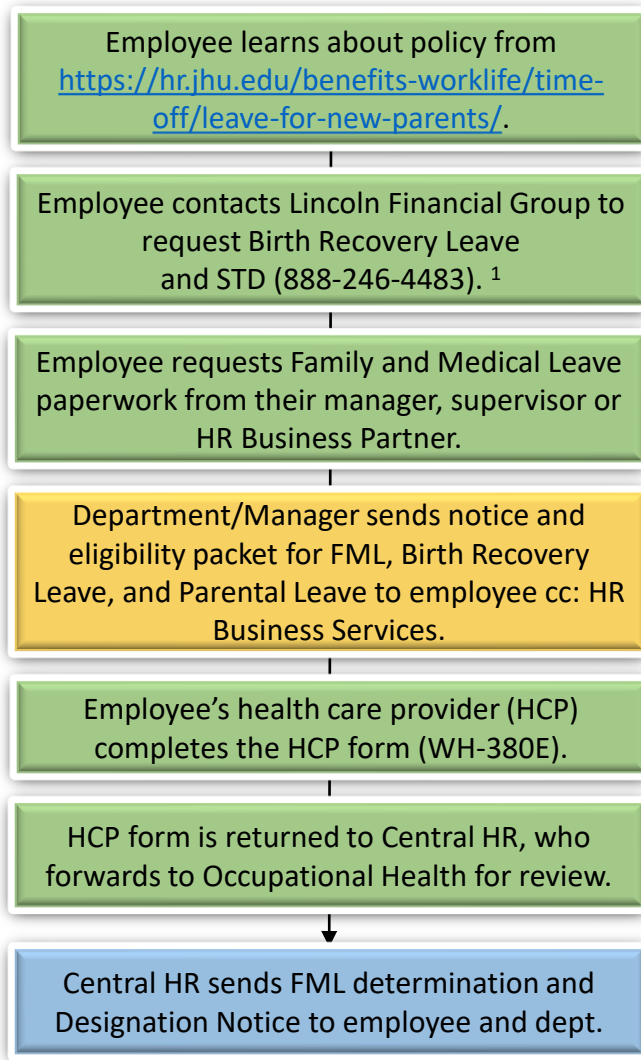 Employee learns about policy from
https://hr.jhu.edu/benefits-worklife/time-
off/leave-for-new-parents/.
Employee contacts Lincoln Financial Group to
request Birth Recovery Leave
and STD (888-246-4483). ¹
Employee requests Family and Medical Leave
paperwork from their manager, supervisor or
HR Business Partner.
Department/Manager sends notice and
eligibility packet for FML, Birth Recovery
Leave, and Parental Leave to employee cc: HR
Business Services.
Employee’s health care provider (HCP)
completes the HCP form (WH-380E).
HCP form is returned to Central HR, who
forwards to Occupational Health for review.
Central HR sends FML determination and
Designation Notice to employee and dept.